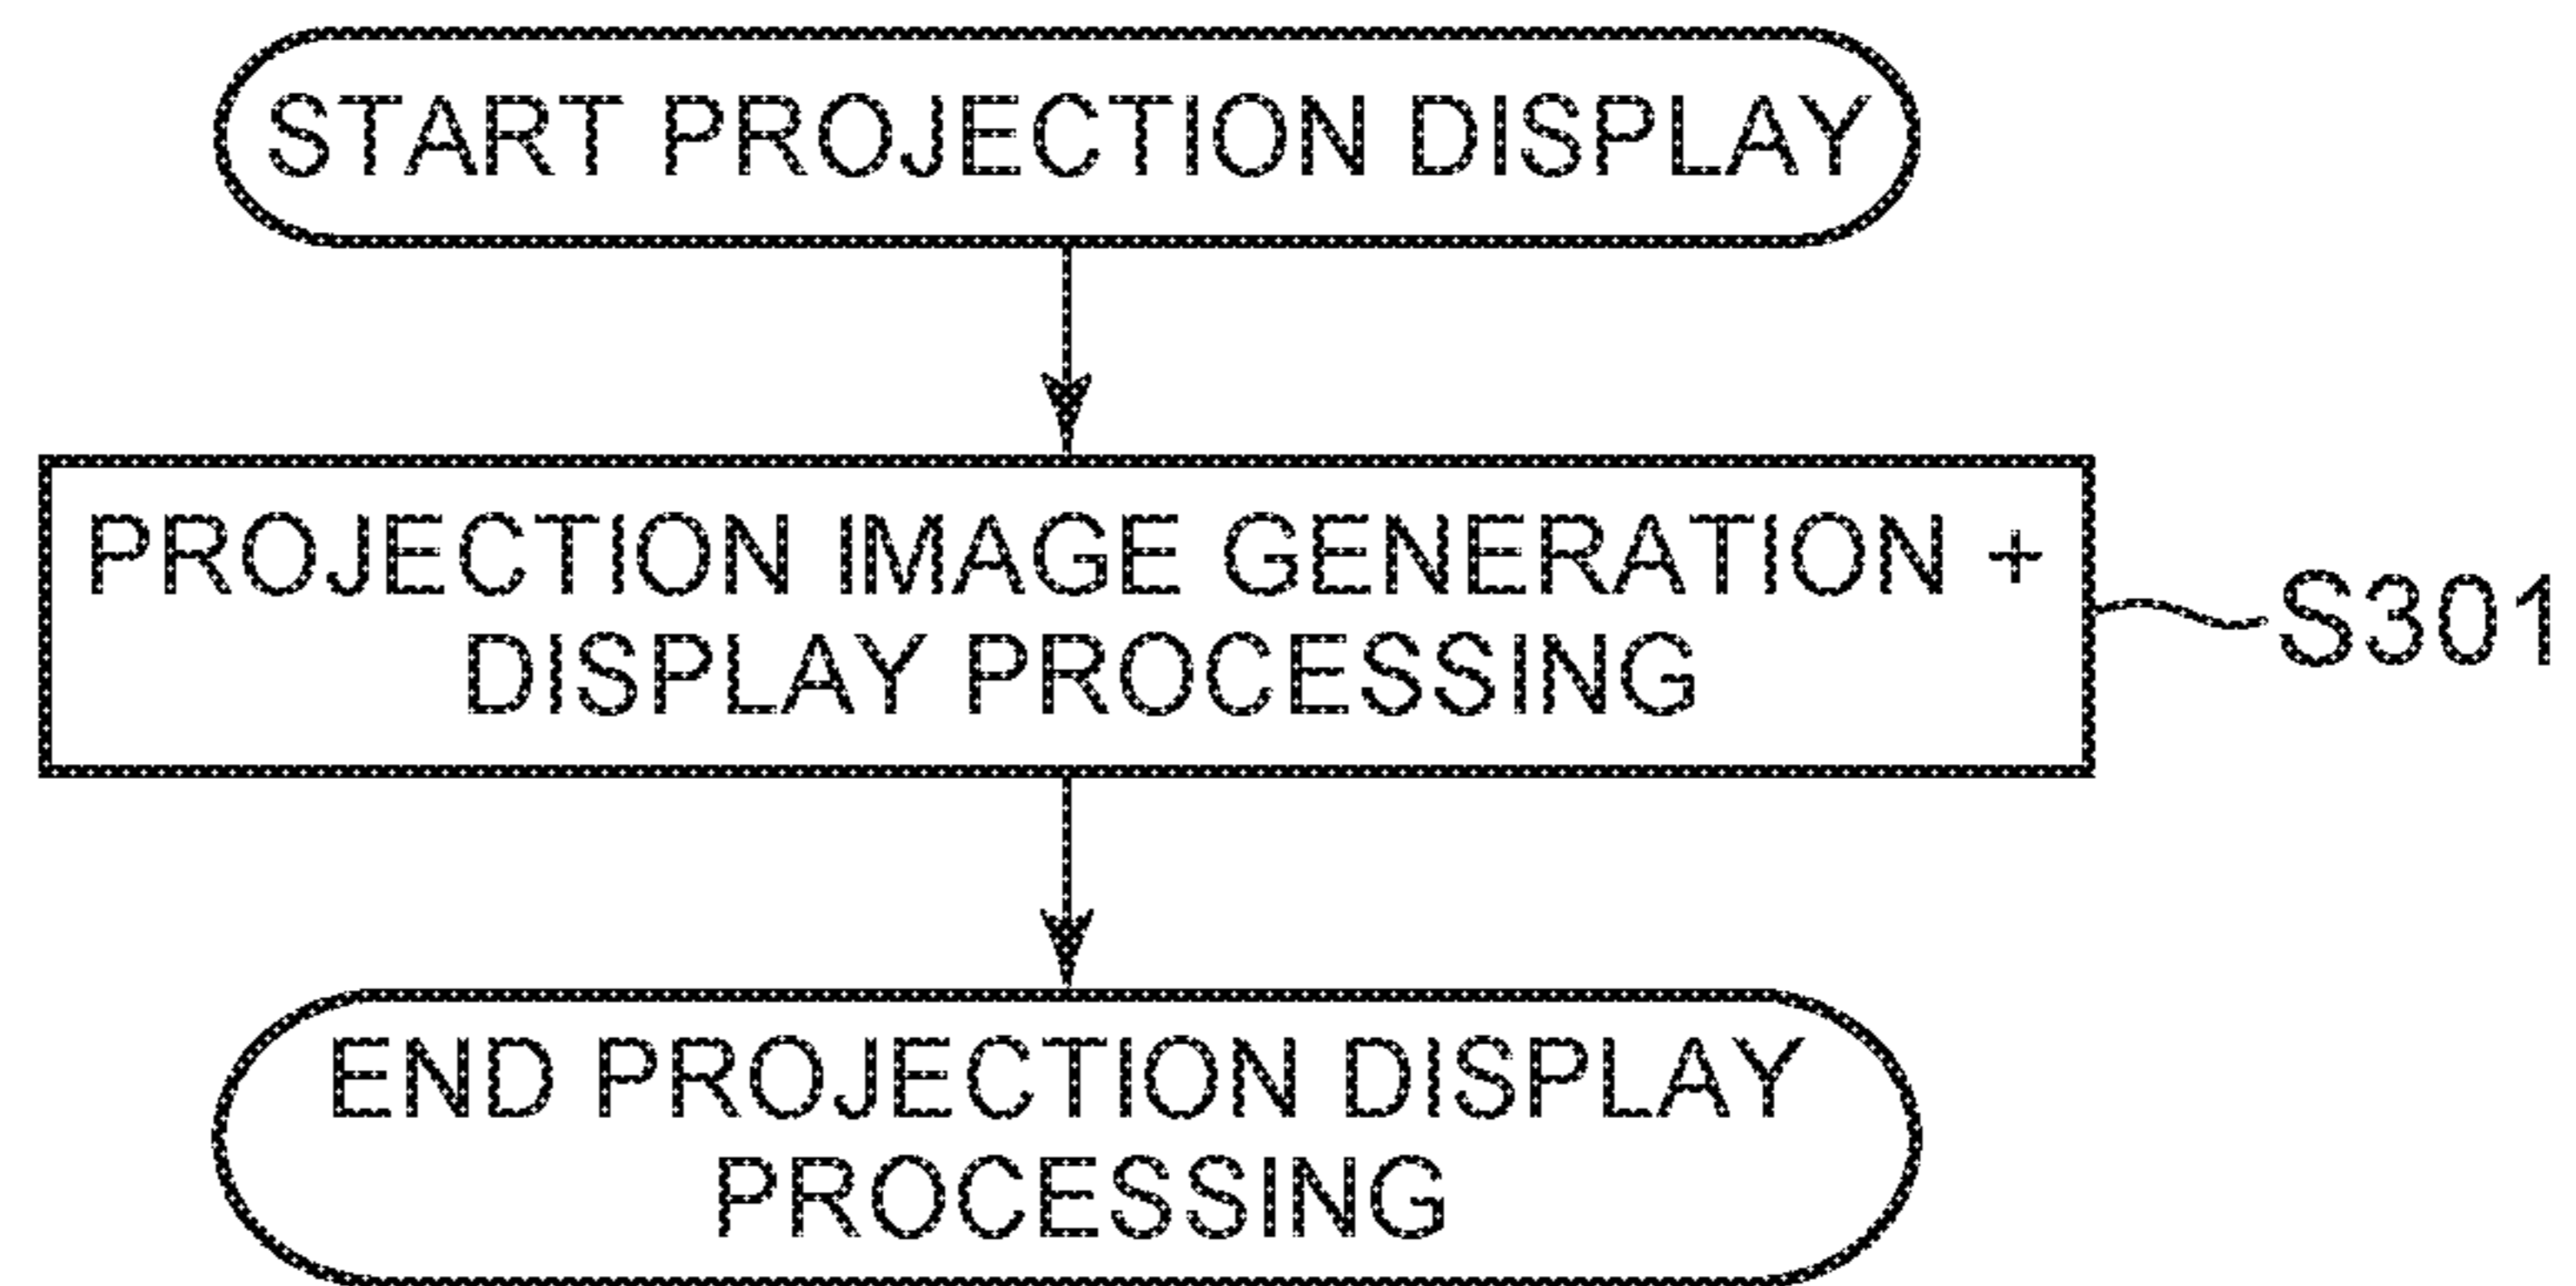 START PROJECTION DISPLAY
PROJECTION IMAGE GENERATION +
DISPLAY PROCESSING
S301
END PROJECTION DISPLAY
PROCESSING